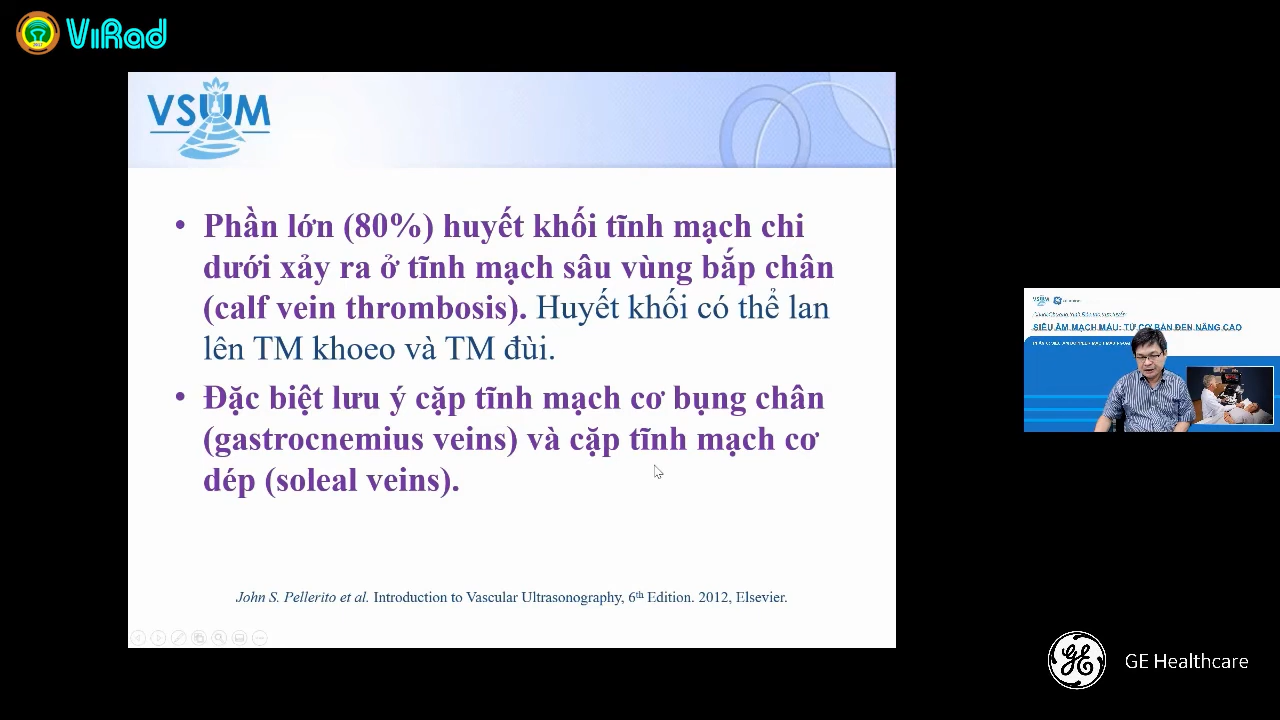 ViRad
VSUM
• Phần lớn (80%) huyết khối tĩnh mạch chi
dưới xảy ra ở tĩnh mạch sâu vùng bắp chân
(calf vein thrombosis). Huyết khối có thể lan
lên TM khoeo và TM đùi.
• Đặc biệt lưu ý cặp tĩnh mạch cơ bụng chân
(gastrocnemius veins) và cặp tĩnh mạch cơ
dép (soleal veins).
John S. Pellerito et al. Introduction to Vascular Ultrasonography, 6th Edition. 2012, Elsevier.
VSUM
SIÊU ÂM MẠCH MÁU: TỪ CƠ BẢN ĐẾN NÂNG CAO
GE Healthcare